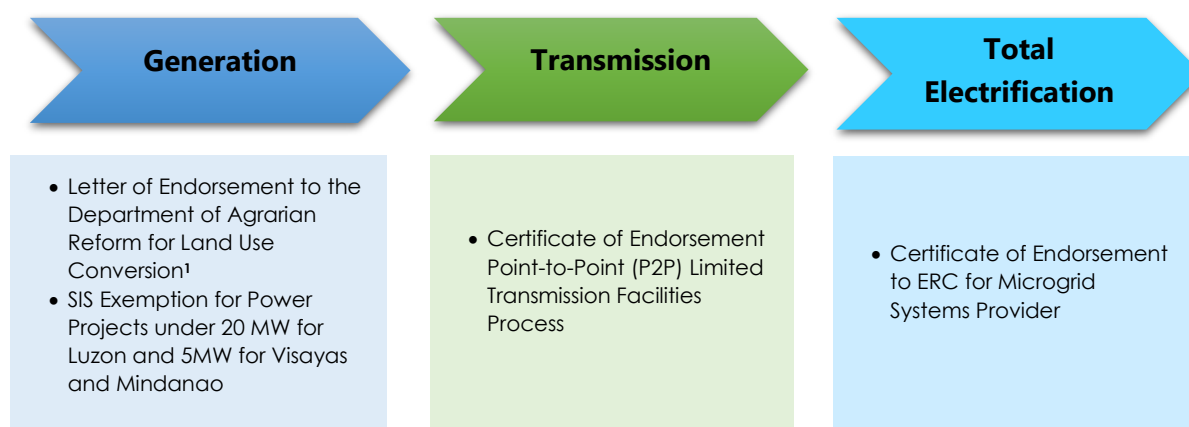 Generation
Transmission
Total
Electrification
• Letter of Endorsement to the
Department of Agrarian
Reform for Land Use
Conversion¹
• SIS Exemption for Power
Projects under 20 MW for
Luzon and 5MW for Visayas
and Mindanao
• Certificate of Endorsement
Point-to-Point (P2P) Limited
Transmission Facilities
Process
• Certificate of Endorsement
to ERC for Microgrid
Systems Provider